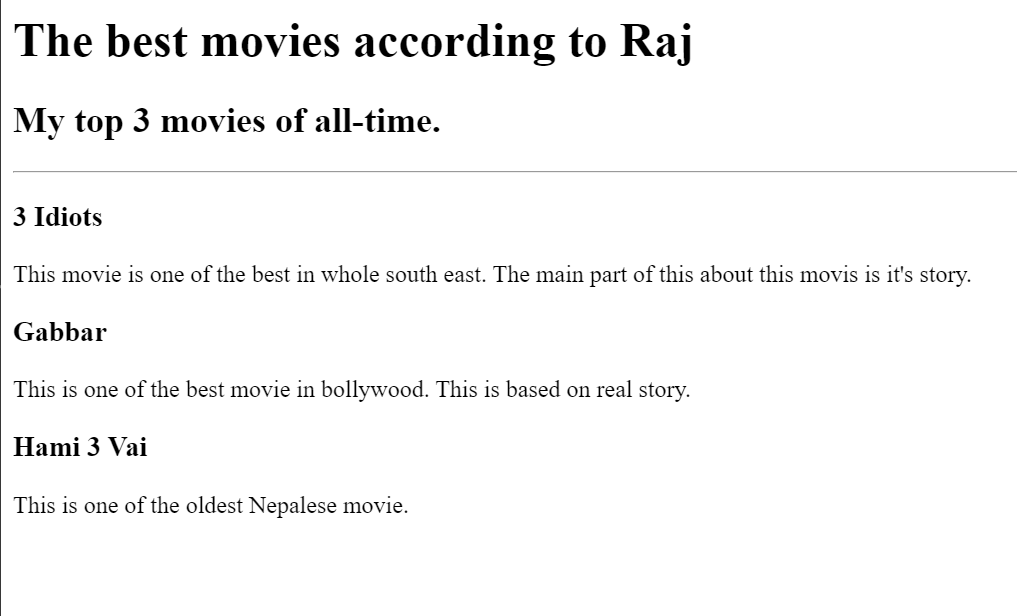 The best movies according to Raj
My top 3 movies of all-time.
3 Idiots
This movie is one of the best in whole south east. The main part of this about this movis is it's story.
Gabbar
This is one of the best movie in bollywood. This is based on real story.
Hami 3 Vai
This is one of the oldest Nepalese movie.